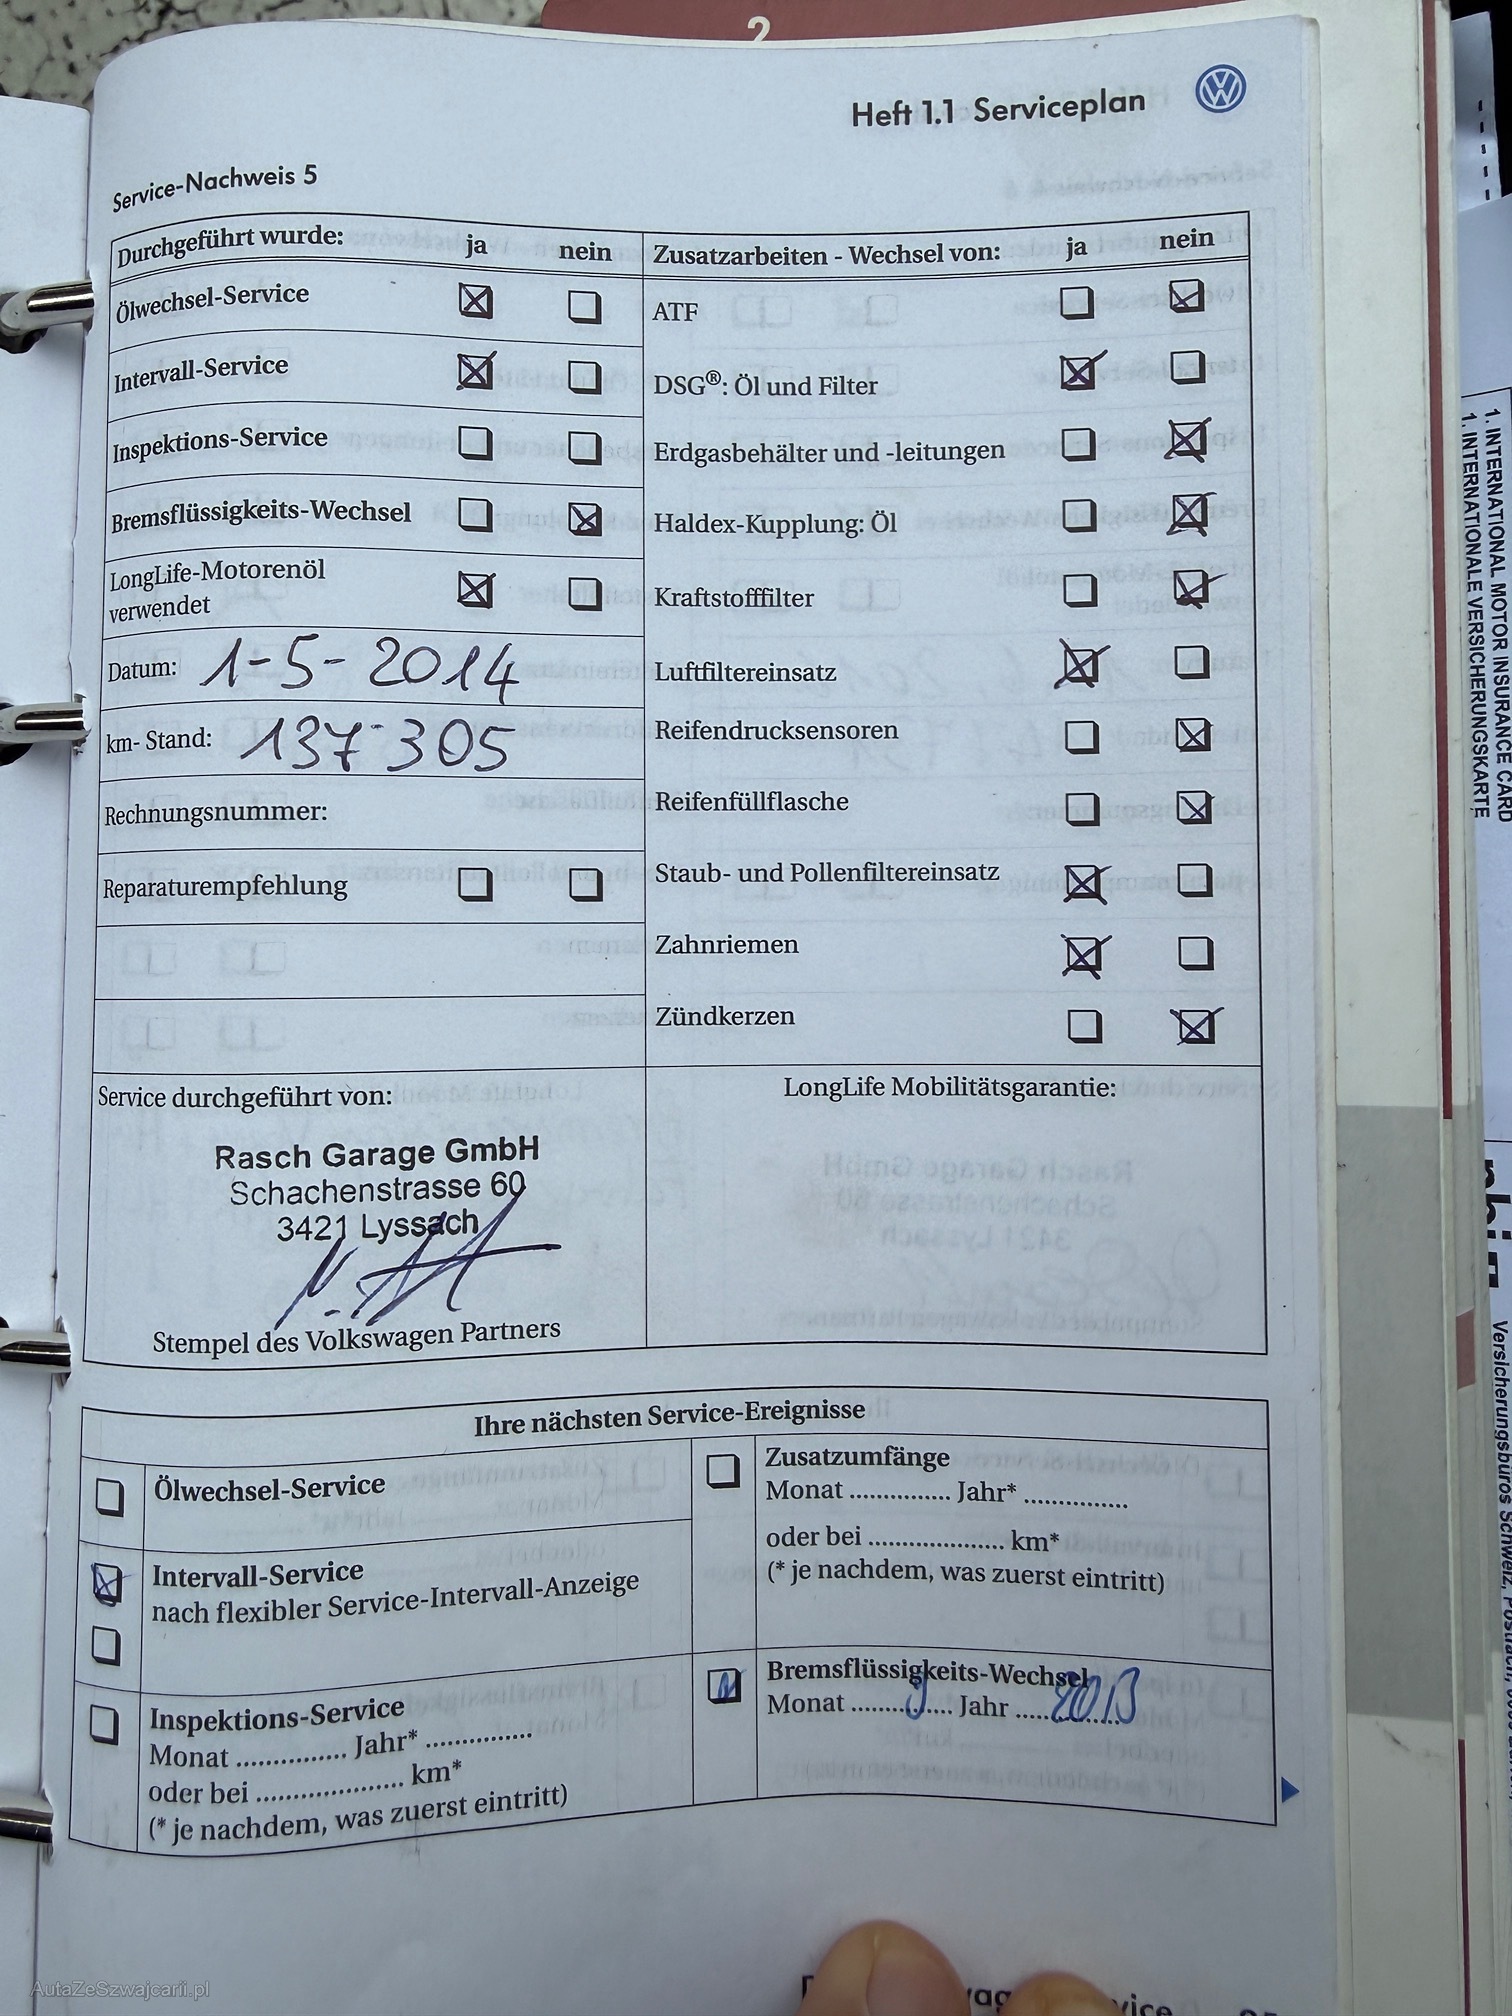 2
Heft 1.1 Serviceplan
Service-Nachweis 5
Durchgeführt wurde: ja nein
Ölwechsel-Service
Intervall-Service
Inspektions-Service
Bremsflüssigkeits-Wechsel
LongLife-Motorenöl
verwendet
Datum: 1-5-2014
km- Stand: 137'305
Rechnungsnummer:
Reparaturempfehlung
Zusatzarbeiten - Wechsel von: ja nein
ATF
DSG®: Öl und Filter
Erdgasbehälter und -leitungen
Haldex-Kupplung: Öl
Kraftstofffilter
Luftfiltereinsatz
Reifendrucksensoren
Reifenfüllflasche
Staub- und Pollenfiltereinsatz
Zahnriemen
Zündkerzen
Service durchgeführt von:
Rasch Garage GmbH
Schachenstrasse 60
3421 Lyssach
Stempel des Volkswagen Partners
LongLife Mobilitätsgarantie:
Ihre nächsten Service-Ereignisse
Ölwechsel-Service
Intervall-Service
nach flexibler Service-Intervall-Anzeige
Inspektions-Service
Monat ............... Jahr* ...............
oder bei ..................... km*
(* je nachdem, was zuerst eintritt)
Zusatzumfänge
Monat .............. Jahr* ...............
oder bei .................... km*
(* je nachdem, was zuerst eintritt)
Bremsflüssigkeits-Wechsel
Monat ........ .... Jahr .....
1. INTERNATIONAL MOTOR INSURANCE CARD
1. INTERNATIONALE VERSICHERUNGSKARTE
Versicherungsbüros Schweiz,
AutaZeSzwajcarii.pl